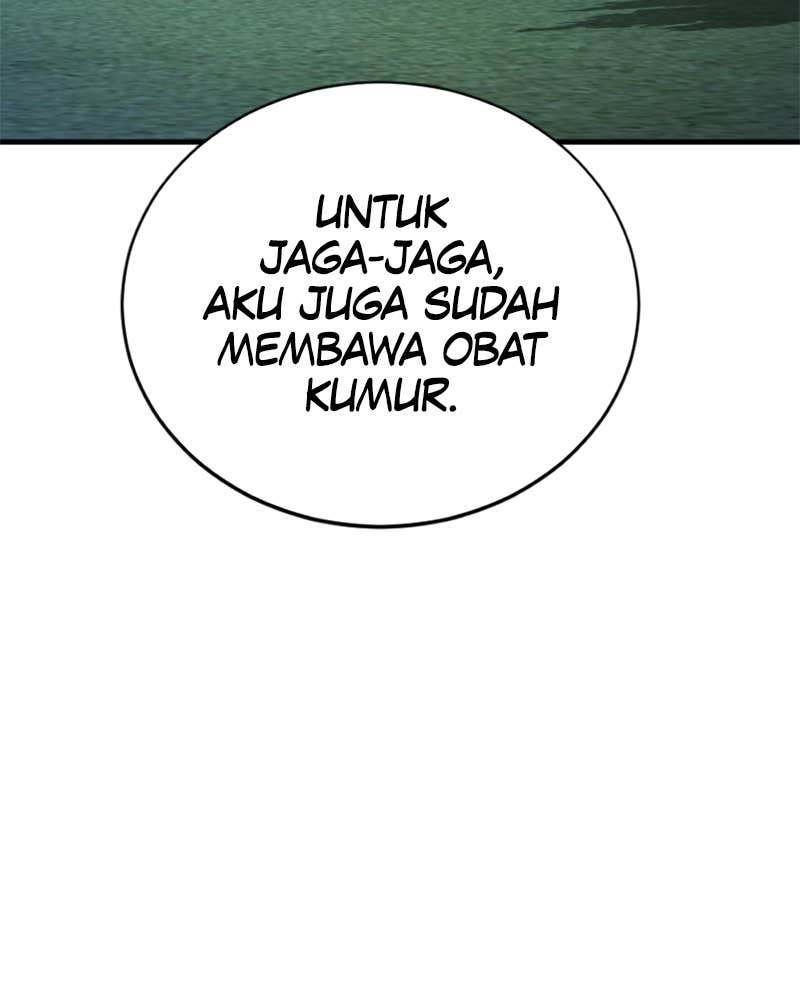 UNTUK
JAGA-JAGA,
AKU JUGA SUDAH
MEMBAWA OBAT
KUMUR.